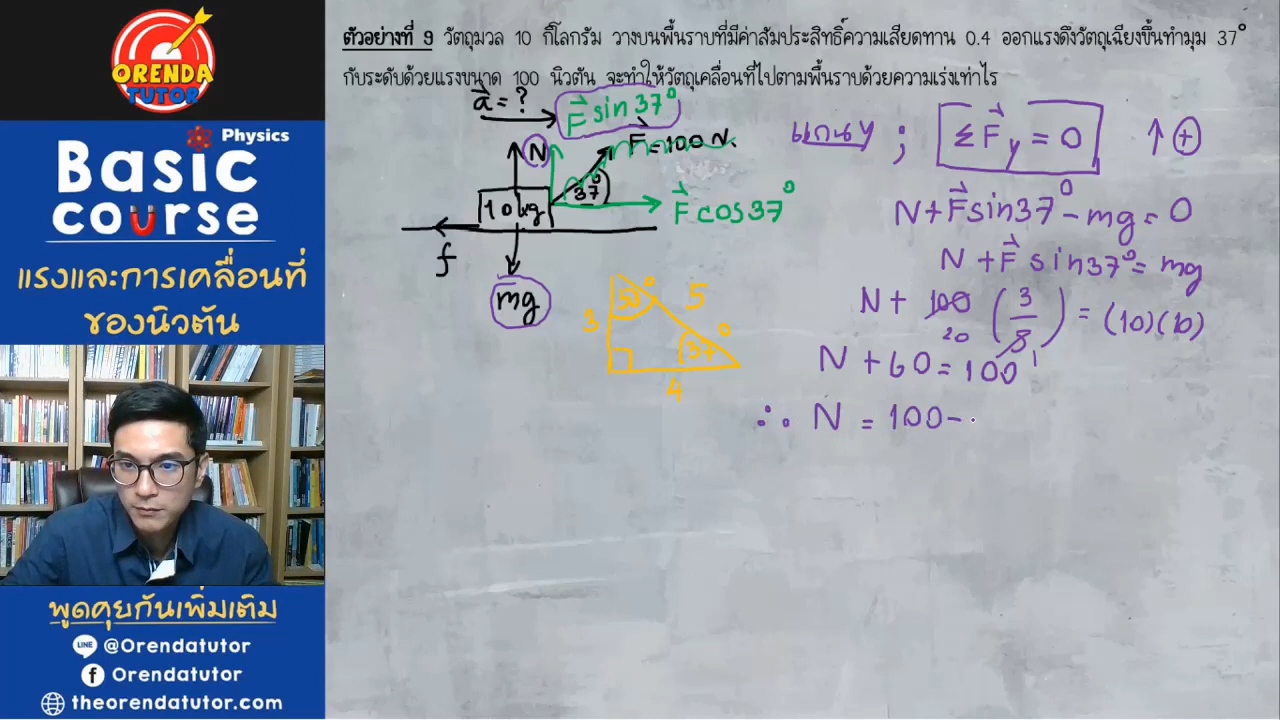 ORENDA
TUTOR
Physics
Basic
course
แรงและการเคลื่อนที่
ของนิวตัน
พูดคุยกันเพิ่มเติม
LINE @Orendatutor
f Orendatutor
theorendatutor.com
ตัวอย่างที่ 9 วัตถุมวล 10 กิโลกรัม วางบนพื้นราบที่มีค่าสัมประสิทธิ์ความเสียดทาน 0.4 ออกแรงดึงวัตถุเฉียงขึ้นทำมุม 37°
กับระดับด้วยแรงขนาด 100 นิวตัน จะทำให้วัตถุเคลื่อนที่ไปตามพื้นราบด้วยความเร่งเท่าไร
a⃗ = ?
F⃗ sin 37°
N
F⃗ = 100 N.
37°
10 kg
F⃗ cos 37°
f
mg
53°
5
3
37°
4
แกน y ; ΣF⃗y = 0 ↑ ⊕
N + F⃗ sin 37° - mg = 0
N + F⃗ sin 37° = mg
N + 100 (3/5) = (10)(10)
20
1
N + 60 = 100
∴ N = 100 -